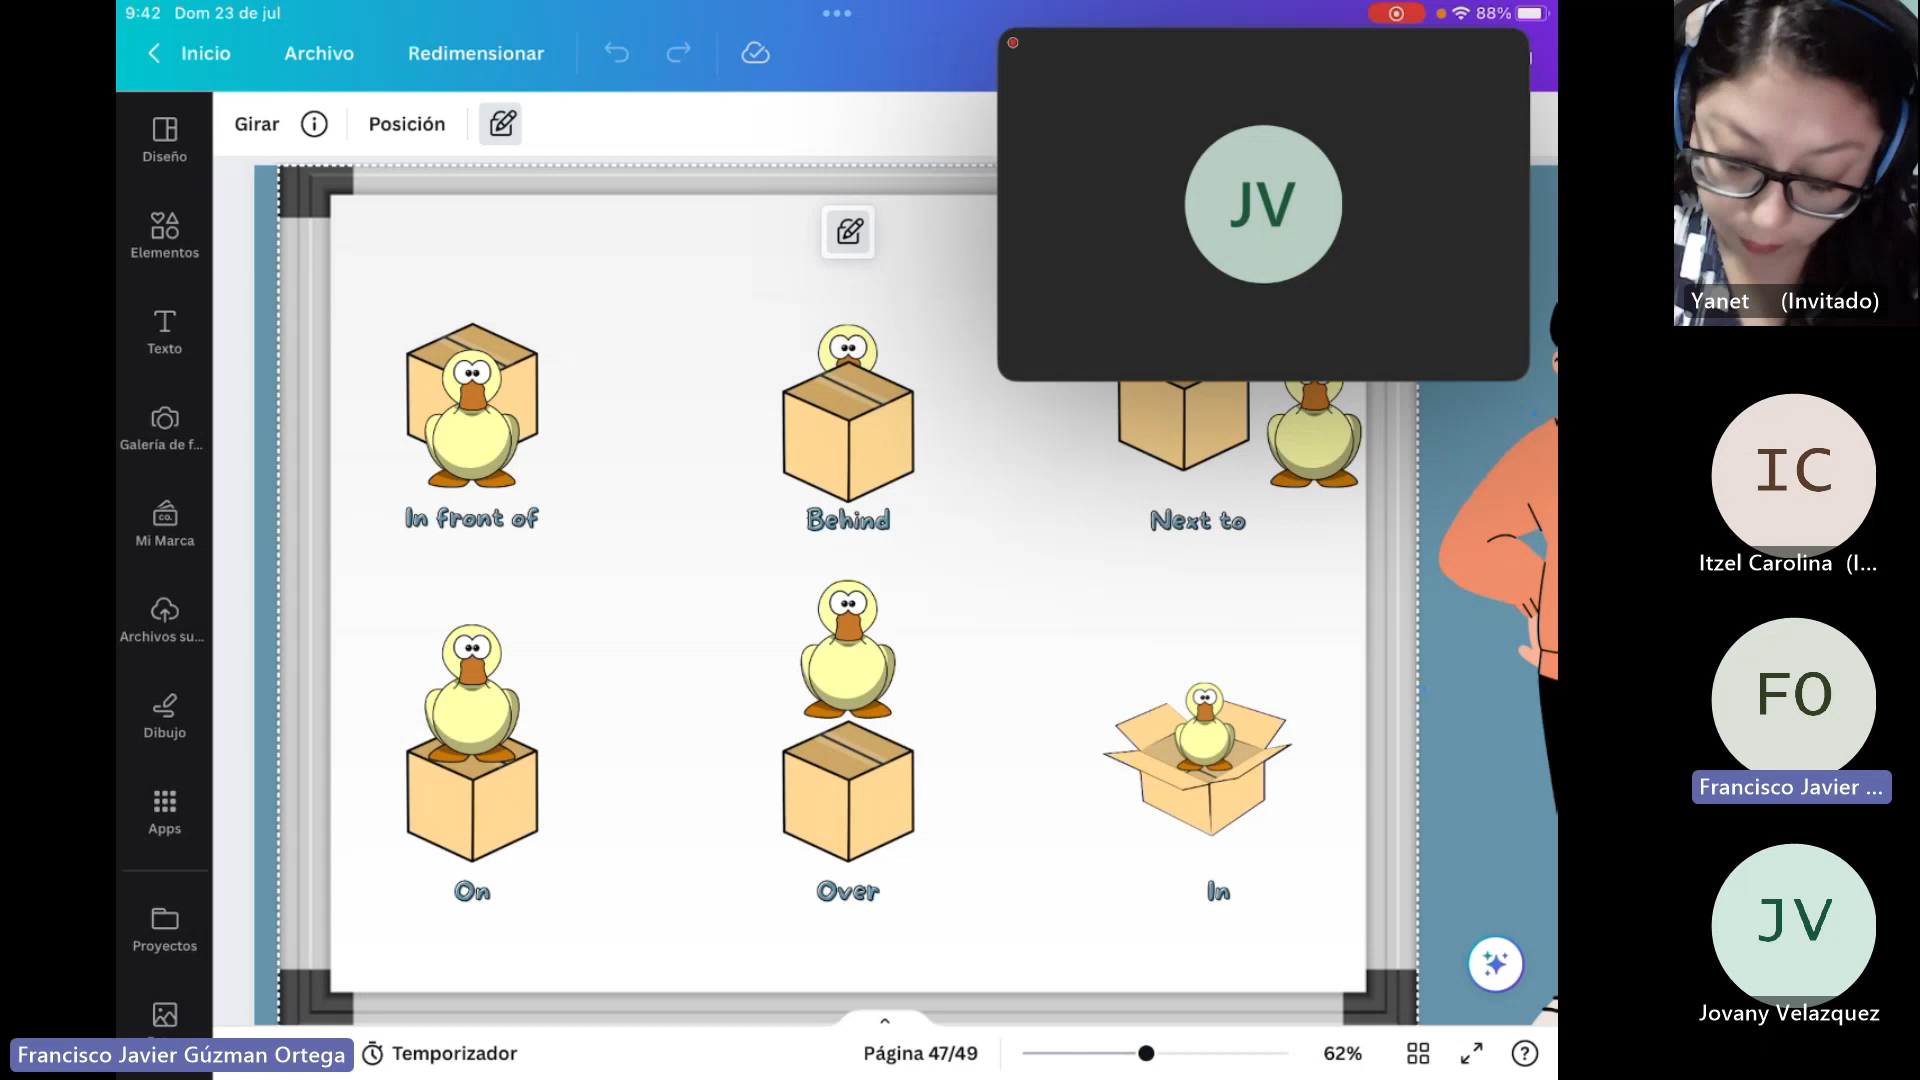 9:42 Dom 23 de jul
88%
Inicio
Archivo
Redimensionar
Diseño
Elementos
Texto
Galería de f...
Mi Marca
CO.
Archivos su...
Dibujo
Apps
Proyectos
Girar
Posición
JV
In front of
Behind
Next to
On
Over
In
Francisco Javier Gúzman Ortega
Temporizador
Página 47/49
62%
Yanet (Invitado)
IC
Itzel Carolina (I...
FO
Francisco Javier ...
JV
Jovany Velazquez